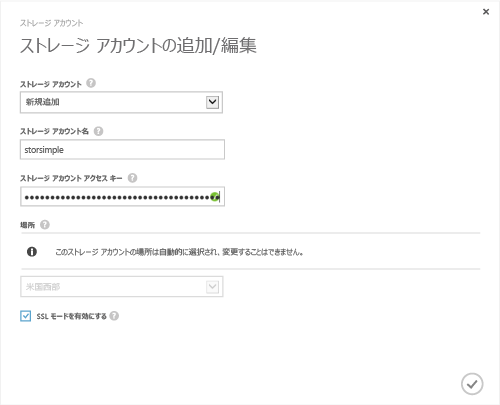 ストレージ アカウント
ストレージ アカウントの追加/編集
ストレージ アカウント ?
新規追加
ストレージ アカウント名 ?
storsimple
ストレージ アカウント アクセス キー ?
場所 ?
このストレージ アカウントの場所は自動的に選択され、変更することはできません。
米国西部
SSL モードを有効にする ?